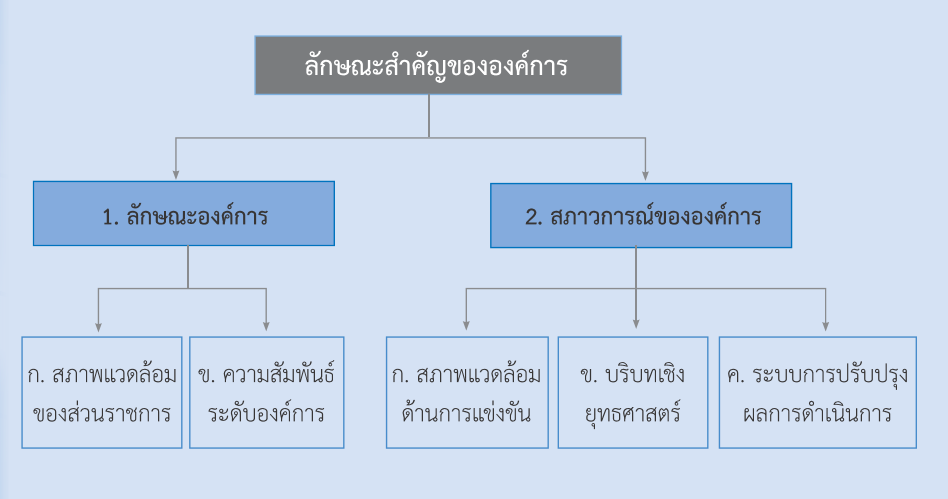 ลักษณะสำคัญขององค์การ
1. ลักษณะองค์การ
2. สภาวการณ์ขององค์การ
ก. สภาพแวดล้อม
ของส่วนราชการ
ข. ความสัมพันธ์
ระดับองค์การ
ก. สภาพแวดล้อม
ด้านการแข่งขัน
ข. บริบทเชิง
ยุทธศาสตร์
ค. ระบบการปรับปรุง
ผลการดำเนินการ